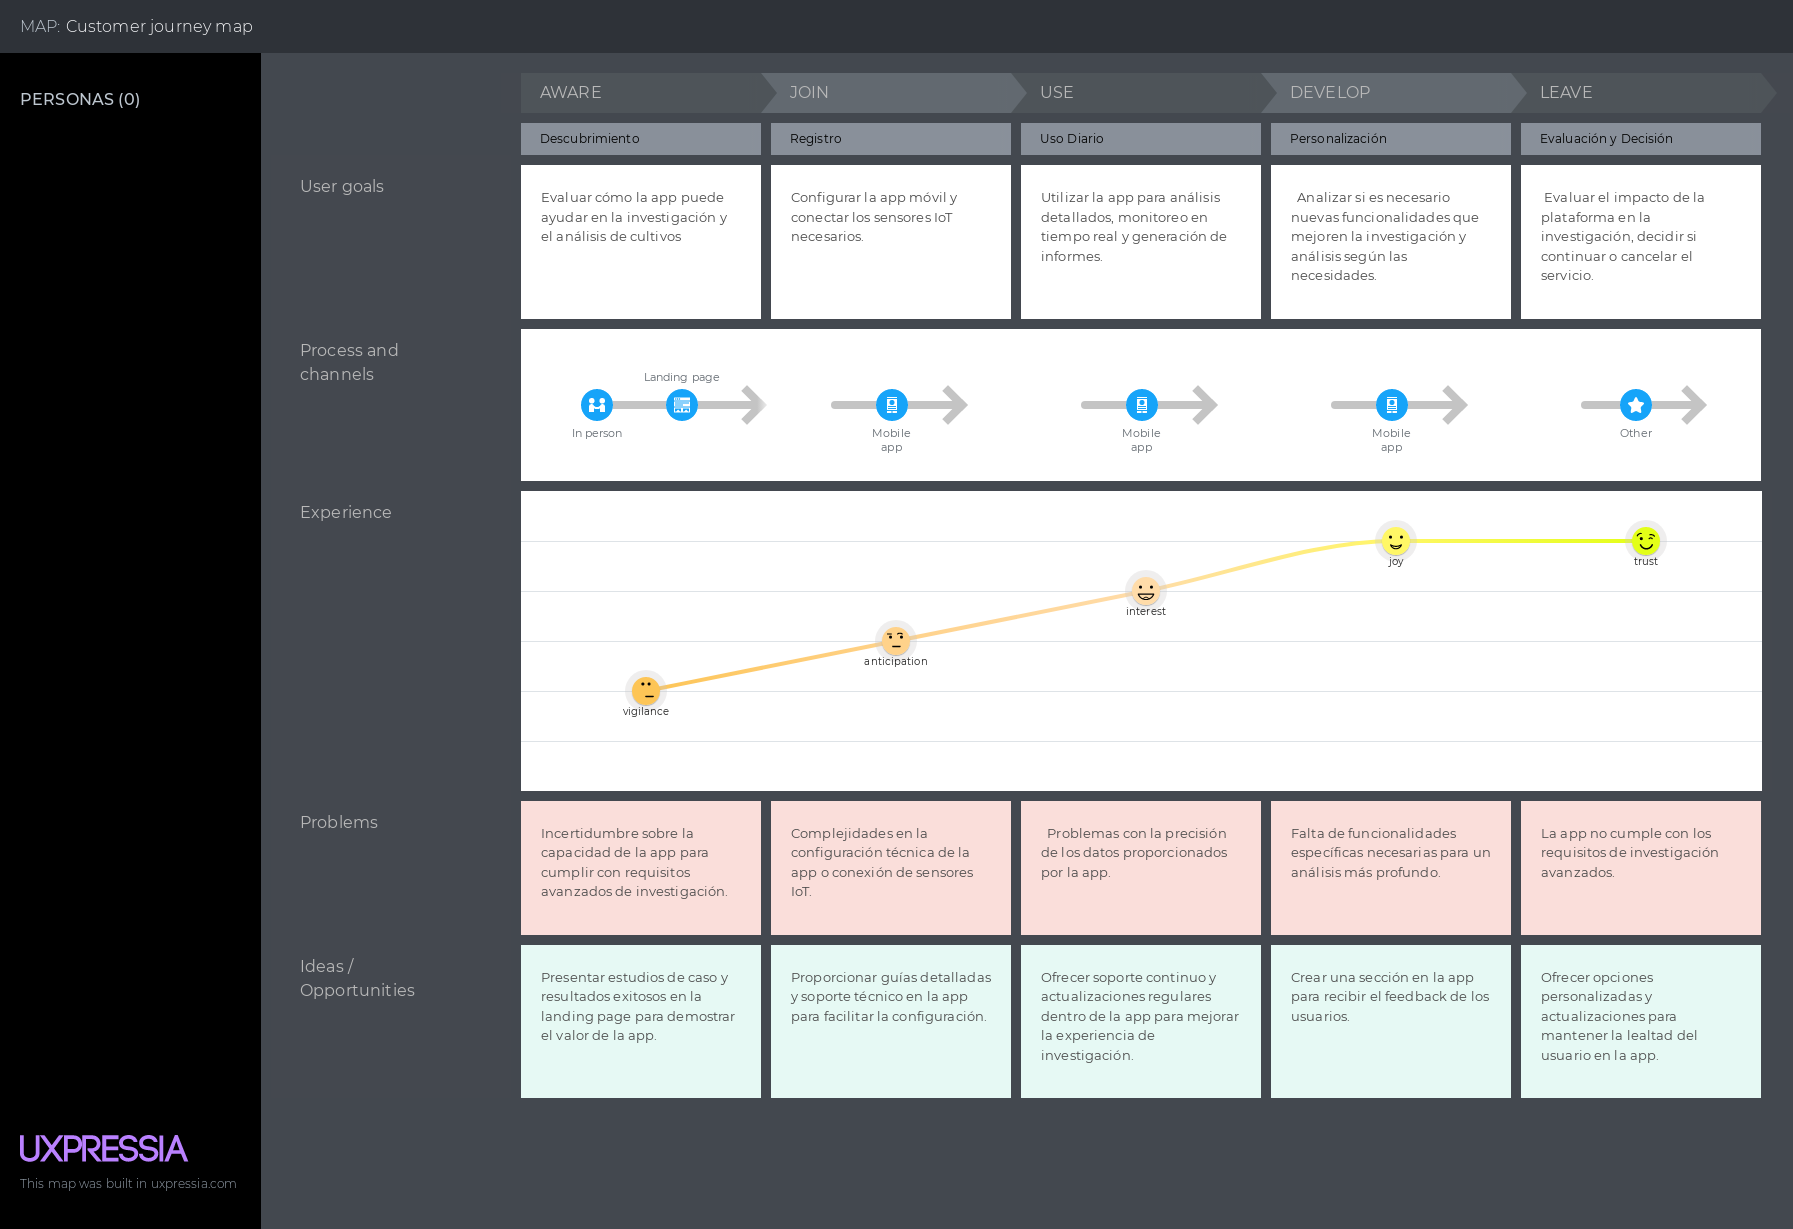 MAP: Customer journey map
PERSONAS (0)
AWARE
JOIN
USE
DEVELOP
LEAVE
Descubrimiento
Registro
Uso Diario
Personalización
Evaluación y Decisión
User goals
Evaluar cómo la app puede
ayudar en la investigación y
el análisis de cultivos
Configurar la app móvil y
conectar los sensores IoT
necesarios.
Utilizar la app para análisis
detallados, monitoreo en
tiempo real y generación de
informes.
Analizar si es necesario
nuevas funcionalidades que
mejoren la investigación y
análisis según las
necesidades.
Evaluar el impacto de la
plataforma en la
investigación, decidir si
continuar o cancelar el
servicio.
Process and
channels
In person
Landing page
Mobile
app
Mobile
app
Mobile
app
Other
Experience
vigilance
anticipation
interest
joy
trust
Problems
Incertidumbre sobre la
capacidad de la app para
cumplir con requisitos
avanzados de investigación.
Complejidades en la
configuración técnica de la
app o conexión de sensores
IoT.
Problemas con la precisión
de los datos proporcionados
por la app.
Falta de funcionalidades
específicas necesarias para un
análisis más profundo.
La app no cumple con los
requisitos de investigación
avanzados.
Ideas /
Opportunities
Presentar estudios de caso y
resultados exitosos en la
landing page para demostrar
el valor de la app.
Proporcionar guías detalladas
y soporte técnico en la app
para facilitar la configuración.
Ofrecer soporte continuo y
actualizaciones regulares
dentro de la app para mejorar
la experiencia de
investigación.
Crear una sección en la app
para recibir el feedback de los
usuarios.
Ofrecer opciones
personalizadas y
actualizaciones para
mantener la lealtad del
usuario en la app.
UXPRESSIA
This map was built in uxpressia.com